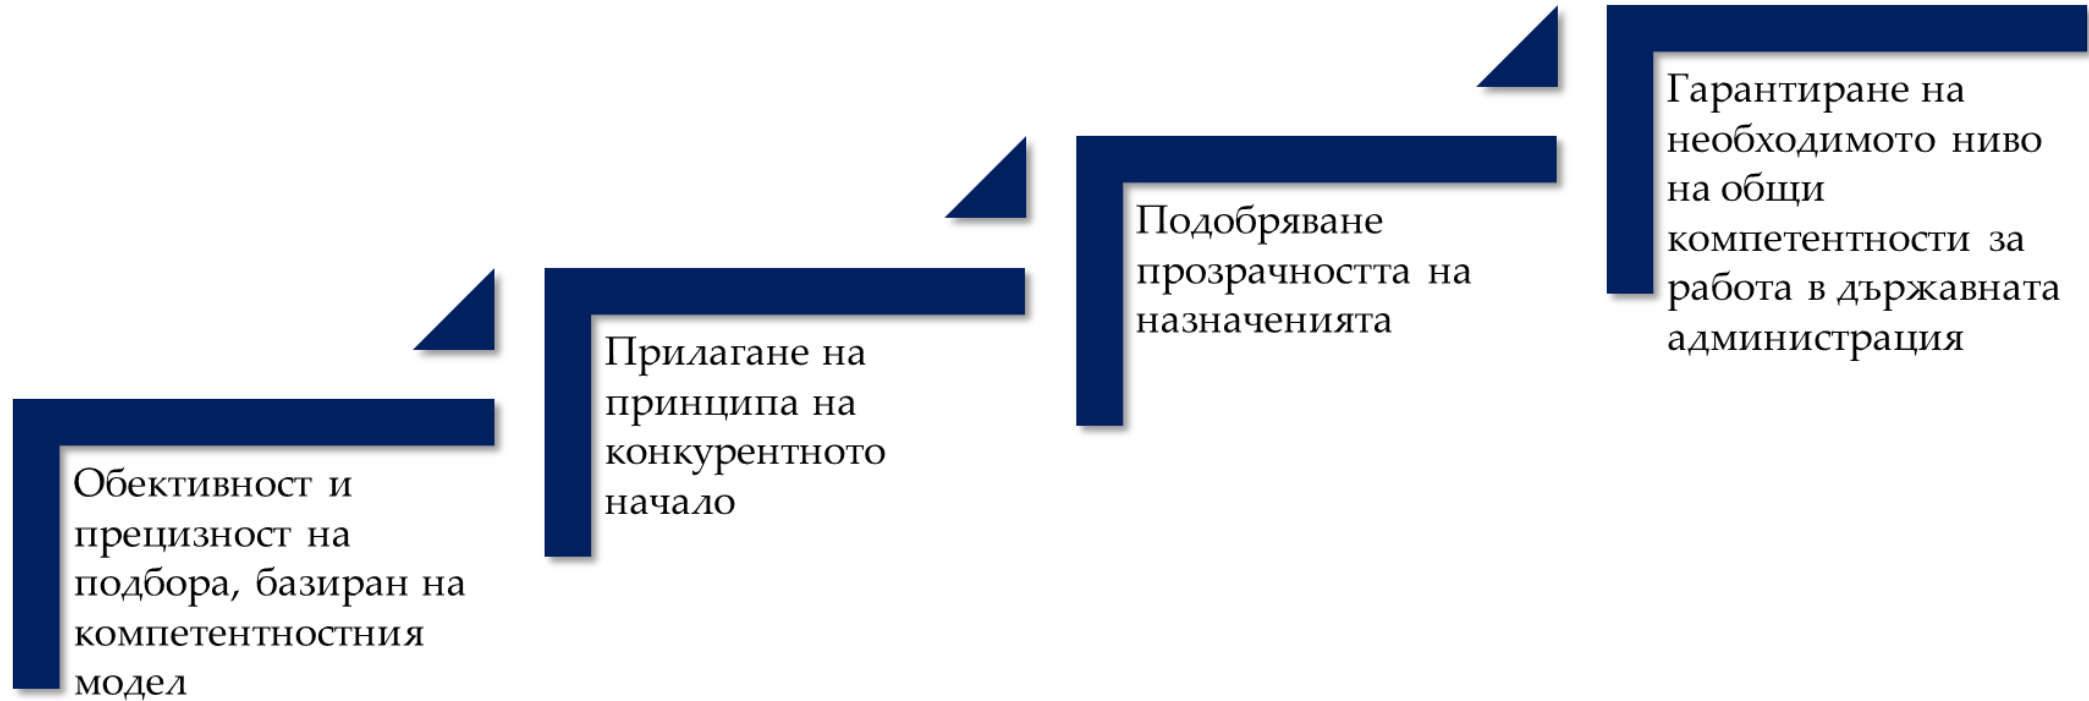 Обективност и
прецизност на
подбора, базиран на
компетентностния
модел
Прилагане на
принципа на
конкурентното
начало
Подобряване
прозрачността на
назначенията
Гарантиране на
необходимото ниво
на общи
компетентности за
работа в държавната
администрация